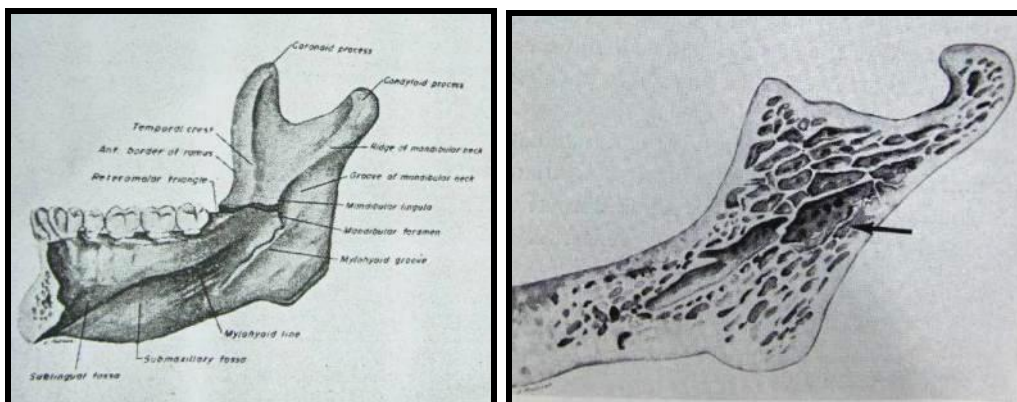 Coronoid process
Condyloid process
Temporal crest
Ant. border of ramus
Ridge of mandibular neck
Retromolar triangle
Groove of mandibular neck
Mandibular lingula
Mandibular foramen
Mylohyoid groove
Mylohyoid line
Submaxillary fossa
Sublingual fossa